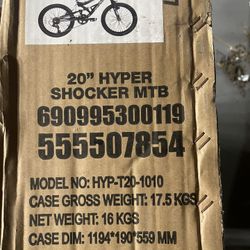 20" HYPER
SHOCKER MTB
690995300119
555507854
MODEL NO: HYP-T20-1010
CASE GROSS WEIGHT: 17.5 KGS
NET WEIGHT: 16 KGS
CASE DIM: 1194*190*559 MM